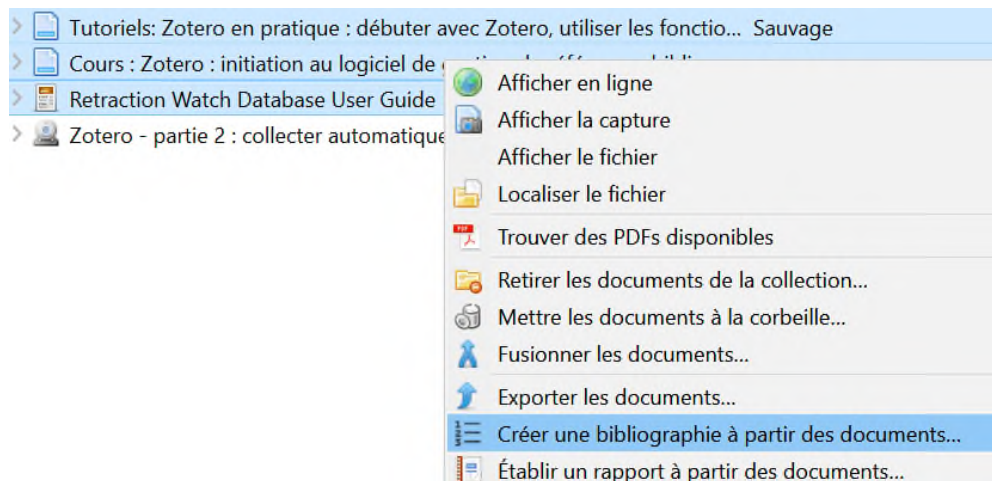 Tutoriels: Zotero en pratique : débuter avec Zotero, utiliser les fonctio... Sauvage
Cours : Zotero : initiation au logiciel de
Retraction Watch Database User Guide
Zotero - partie 2 : collecter automatique
Afficher en ligne
Afficher la capture
Afficher le fichier
Localiser le fichier
Trouver des PDFs disponibles
Retirer les documents de la collection...
Mettre les documents à la corbeille...
Fusionner les documents...
Exporter les documents...
Créer une bibliographie à partir des documents...
Établir un rapport à partir des documents...